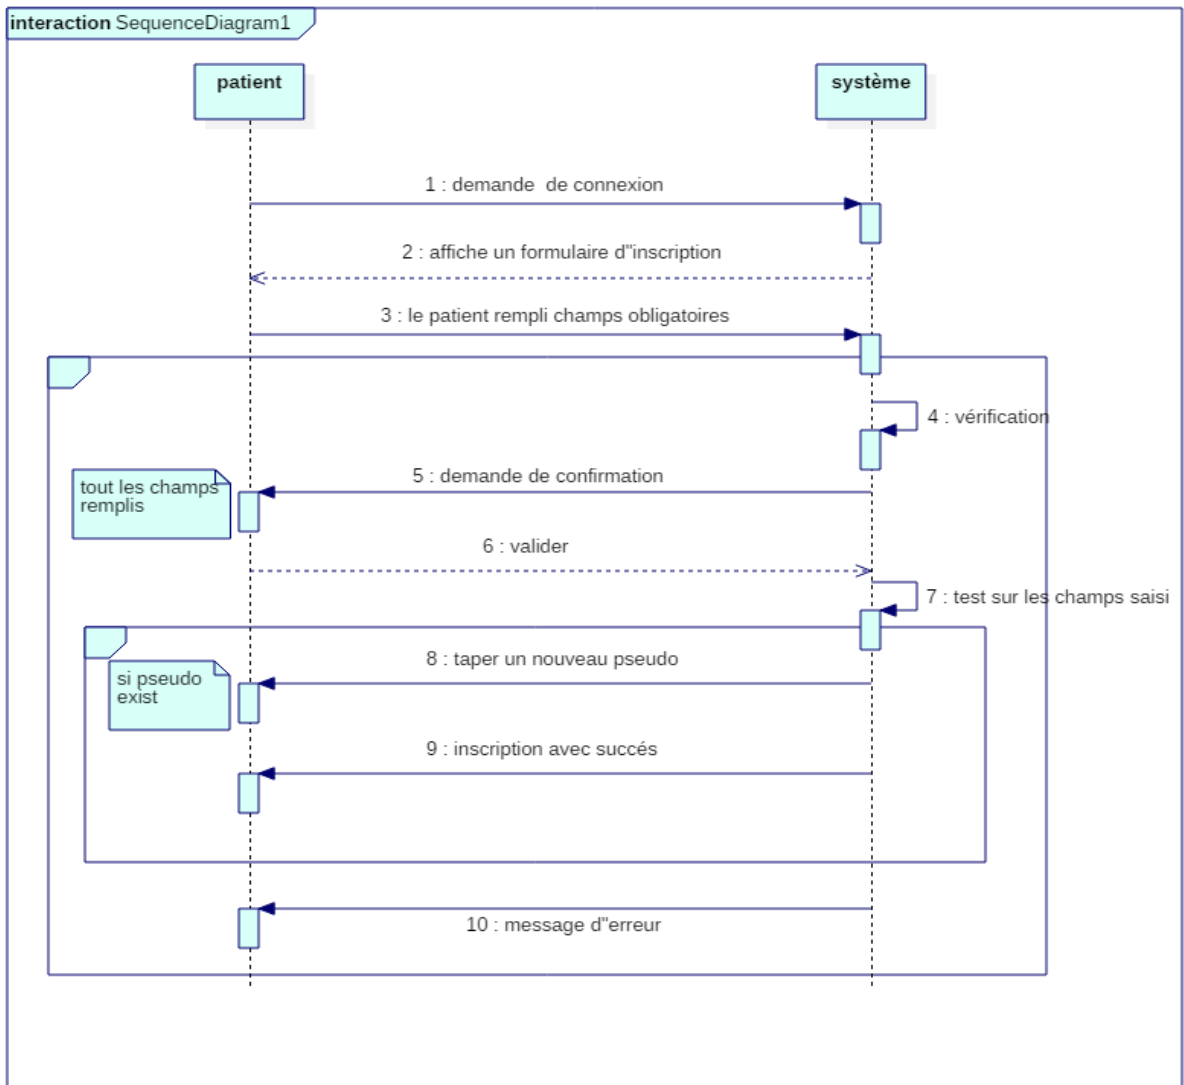 interaction SequenceDiagram1
patient
système
1 : demande  de connexion
2 : affiche un formulaire d"inscription
3 : le patient rempli champs obligatoires
4 : vérification
5 : demande de confirmation
tout les champs
remplis
6 : valider
7 : test sur les champs saisi
8 : taper un nouveau pseudo
si pseudo
exist
9 : inscription avec succés
10 : message d"erreur